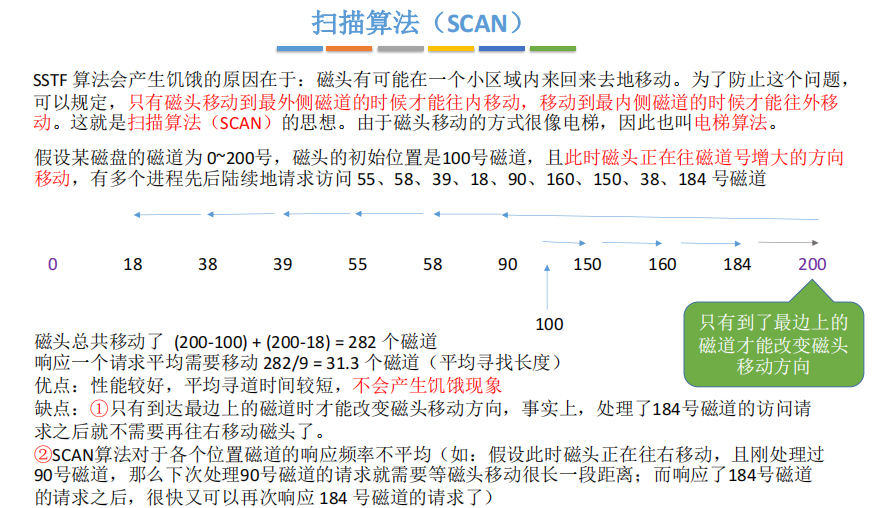 扫描算法（SCAN）
SSTF 算法会产生饥饿的原因在于：磁头有可能在一个小区域内来回来去地移动。为了防止这个问题，
可以规定，只有磁头移动到最外侧磁道的时候才能往内移动，移动到最内侧磁道的时候才能往外移
动。这就是扫描算法（SCAN）的思想。由于磁头移动的方式很像电梯，因此也叫电梯算法。
假设某磁盘的磁道为 0~200号，磁头的初始位置是100号磁道，且此时磁头正在往磁道号增大的方向
移动，有多个进程先后陆续地请求访问 55、58、39、18、90、160、150、38、184 号磁道
0 18 38 39 55 58 90 150 160 184 200
100
只有到了最边上的
磁道才能改变磁头
移动方向
磁头总共移动了 (200-100) + (200-18) = 282 个磁道
响应一个请求平均需要移动 282/9 = 31.3 个磁道（平均寻找长度）
优点：性能较好，平均寻道时间较短，不会产生饥饿现象
缺点：①只有到达最边上的磁道时才能改变磁头移动方向，事实上，处理了184号磁道的访问请
求之后就不需要再往右移动磁头了。
②SCAN算法对于各个位置磁道的响应频率不平均（如：假设此时磁头正在往右移动，且刚处理过
90号磁道，那么下次处理90号磁道的请求就需要等磁头移动很长一段距离；而响应了184号磁道
的请求之后，很快又可以再次响应 184 号磁道的请求了）